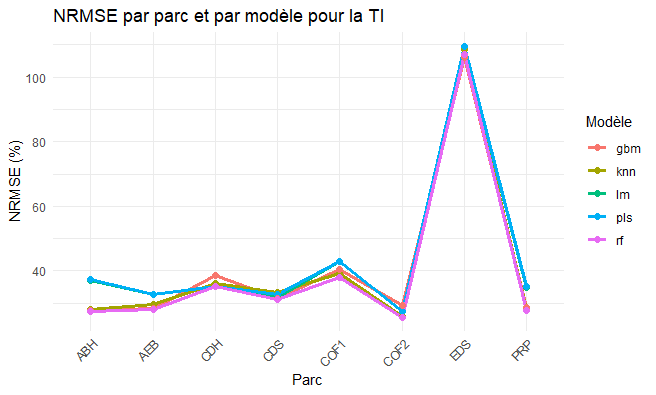 NRMSE par parc et par modèle pour la TI
NRMSE (%)
100
80
60
40
ABH
AEB
CDH
CDS
COF1
COF2
EDS
PRP
Parc
Modèle
gbm
knn
lm
pls
rf